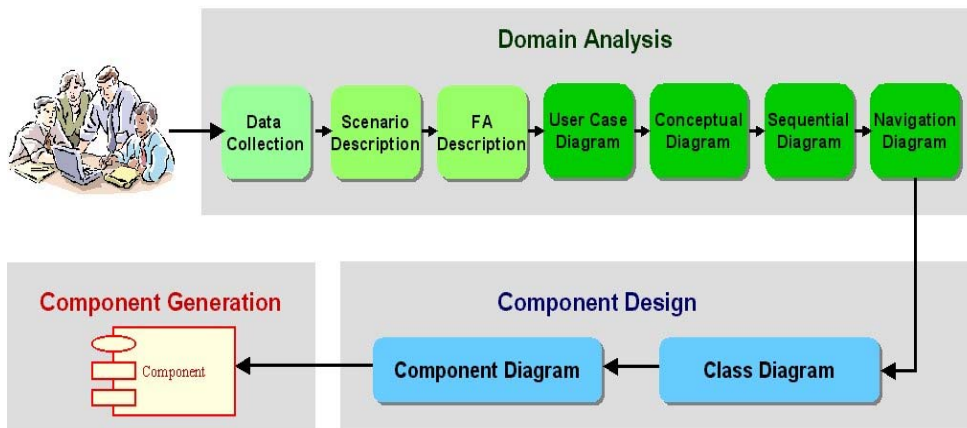 Domain Analysis
Data
Collection
Scenario
Description
FA
Description
User Case
Diagram
Conceptual
Diagram
Sequential
Diagram
Navigation
Diagram
Component Generation
Component
Component Design
Component Diagram
Class Diagram